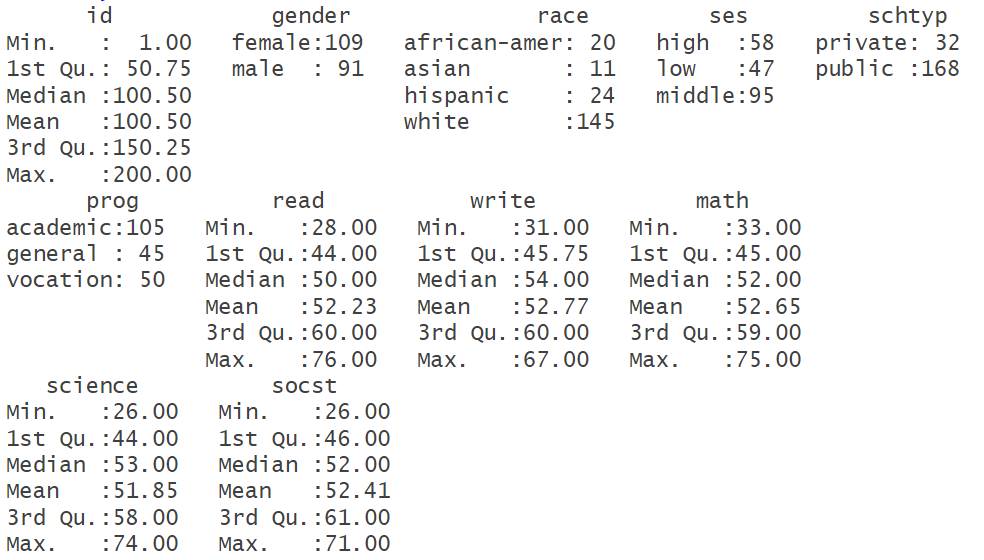 id            gender              race           ses         schtyp
Min.   :  1.00   female:109   african-amer: 20   high  :58   private: 32
1st Qu.: 50.75   male  : 91   asian       : 11   low   :47   public :168
Median :100.50                hispanic    : 24   middle:95
Mean   :100.50                white       :145
3rd Qu.:150.25
Max.   :200.00
      prog          read           write            math
academic:105   Min.   :28.00   Min.   :31.00   Min.   :33.00
general : 45   1st Qu.:44.00   1st Qu.:45.75   1st Qu.:45.00
vocation: 50   Median :50.00   Median :54.00   Median :52.00
               Mean   :52.23   Mean   :52.77   Mean   :52.65
               3rd Qu.:60.00   3rd Qu.:60.00   3rd Qu.:59.00
               Max.   :76.00   Max.   :67.00   Max.   :75.00
   science          socst
Min.   :26.00   Min.   :26.00
1st Qu.:44.00   1st Qu.:46.00
Median :53.00   Median :52.00
Mean   :51.85   Mean   :52.41
3rd Qu.:58.00   3rd Qu.:61.00
Max.   :74.00   Max.   :71.00